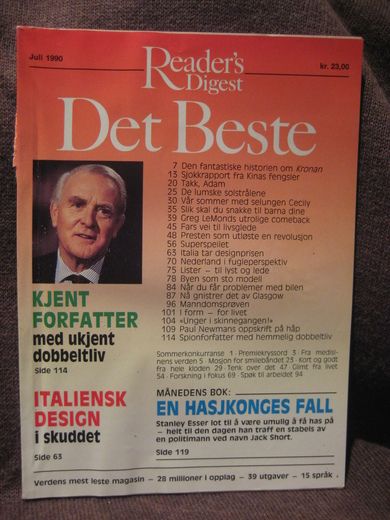 Juli 1990
Reader's
Digest
kr. 23,00
Det Beste
7 Den fantastiske historien om Kronan
13 Sjokkrapport fra Kinas fengsler
20 Takk, Adam
25 De lumske solstrålene
30 Vår sommer med selungen Cecily
35 Slik skal du snakke til barna dine
39 Greg LeMonds utrolige comeback
45 Fars vei til livsglede
48 Presten som utløste en revolusjon
56 Superspeilet
63 Italia tar designprisen
70 Nederland i fugleperspektiv
75 Lister – til lyst og lede
78 Byen som sto modell
84 Når du får problemer med bilen
87 Nå gnistrer det av Glasgow
96 Manndomsprøven
101 I form – for livet
104 «Unger i skinnegangen!»
109 Paul Newmans oppskrift på håp
114 Spionforfatter med hemmelig dobbeltliv
KJENT
FORFATTER
med ukjent
dobbeltliv
Side 114
Sommerkonkurranse 1 · Premiekryssord 3 · Fra medisi-
nens verden 5 · Mosjon for smilebåndet 23 · Kort og godt
fra hele kloden 29 · Tenk over det 47 · Glimt fra livet
54 · Forskning i fokus 69 · Spøk til arbeidet 94
ITALIENSK
DESIGN
i skuddet
Side 63
MÅNEDENS BOK:
EN HASJKONGES FALL
Stanley Esser lot til å være umulig å få has på
– helt til den dagen han traff en stabeis av
en politimann ved navn Jack Short.
Side 119
Verdens mest leste magasin – 28 millioner i opplag – 39 utgaver – 15 språk